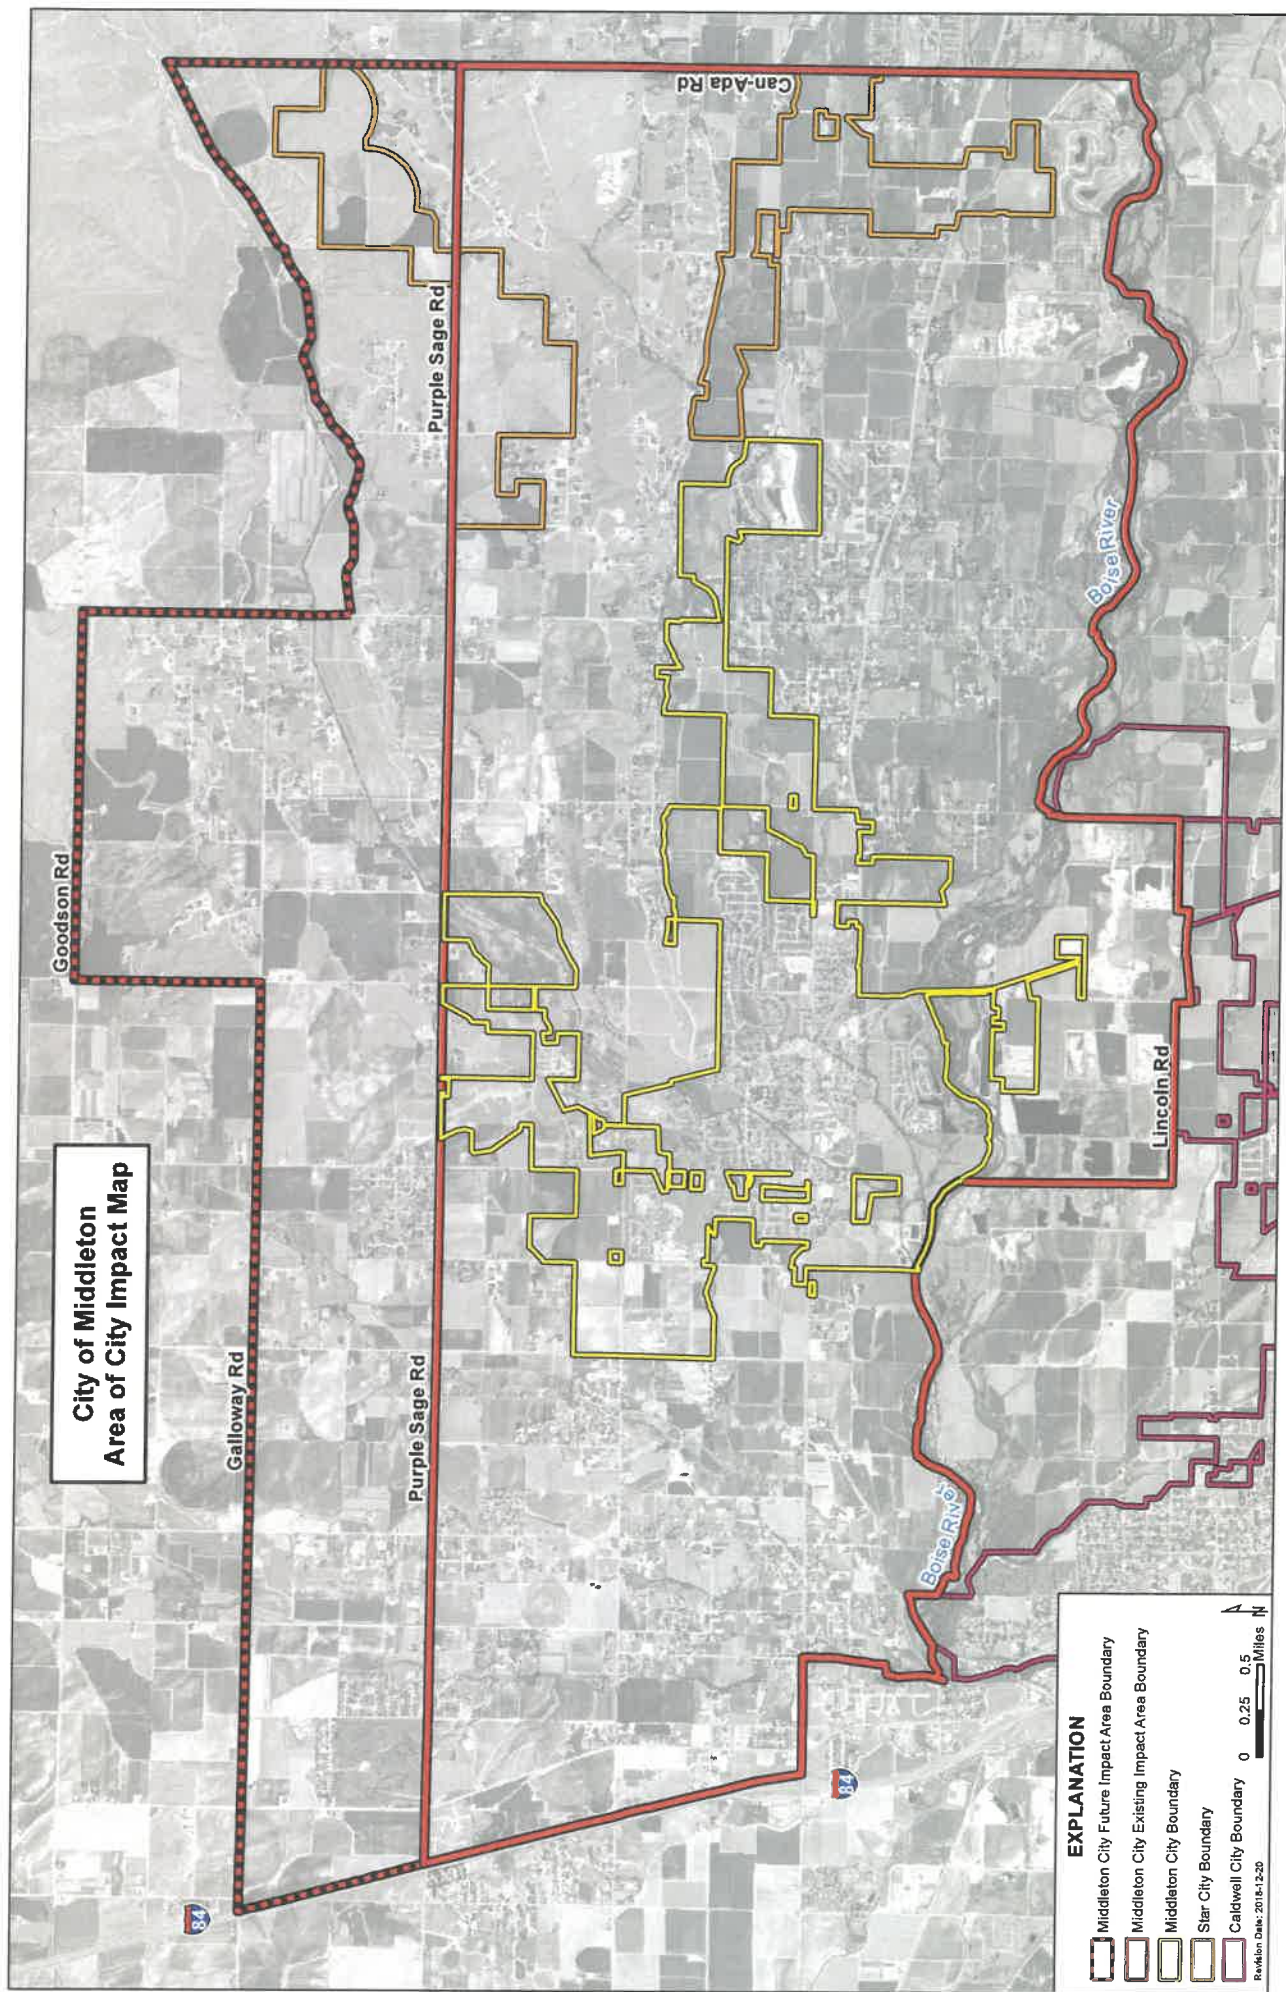 City of Middleton
Area of City Impact Map
Goodson Rd
Galloway Rd
Purple Sage Rd
Purple Sage Rd
Can-Ada Rd
Boise River
Boise River
Lincoln Rd
84
84
EXPLANATION
Middleton City Future Impact Area Boundary
Middleton City Existing Impact Area Boundary
Middleton City Boundary
Star City Boundary
Caldwell City Boundary
0 0.25 0.5
Miles
N
Revision Date: 2018-12-20